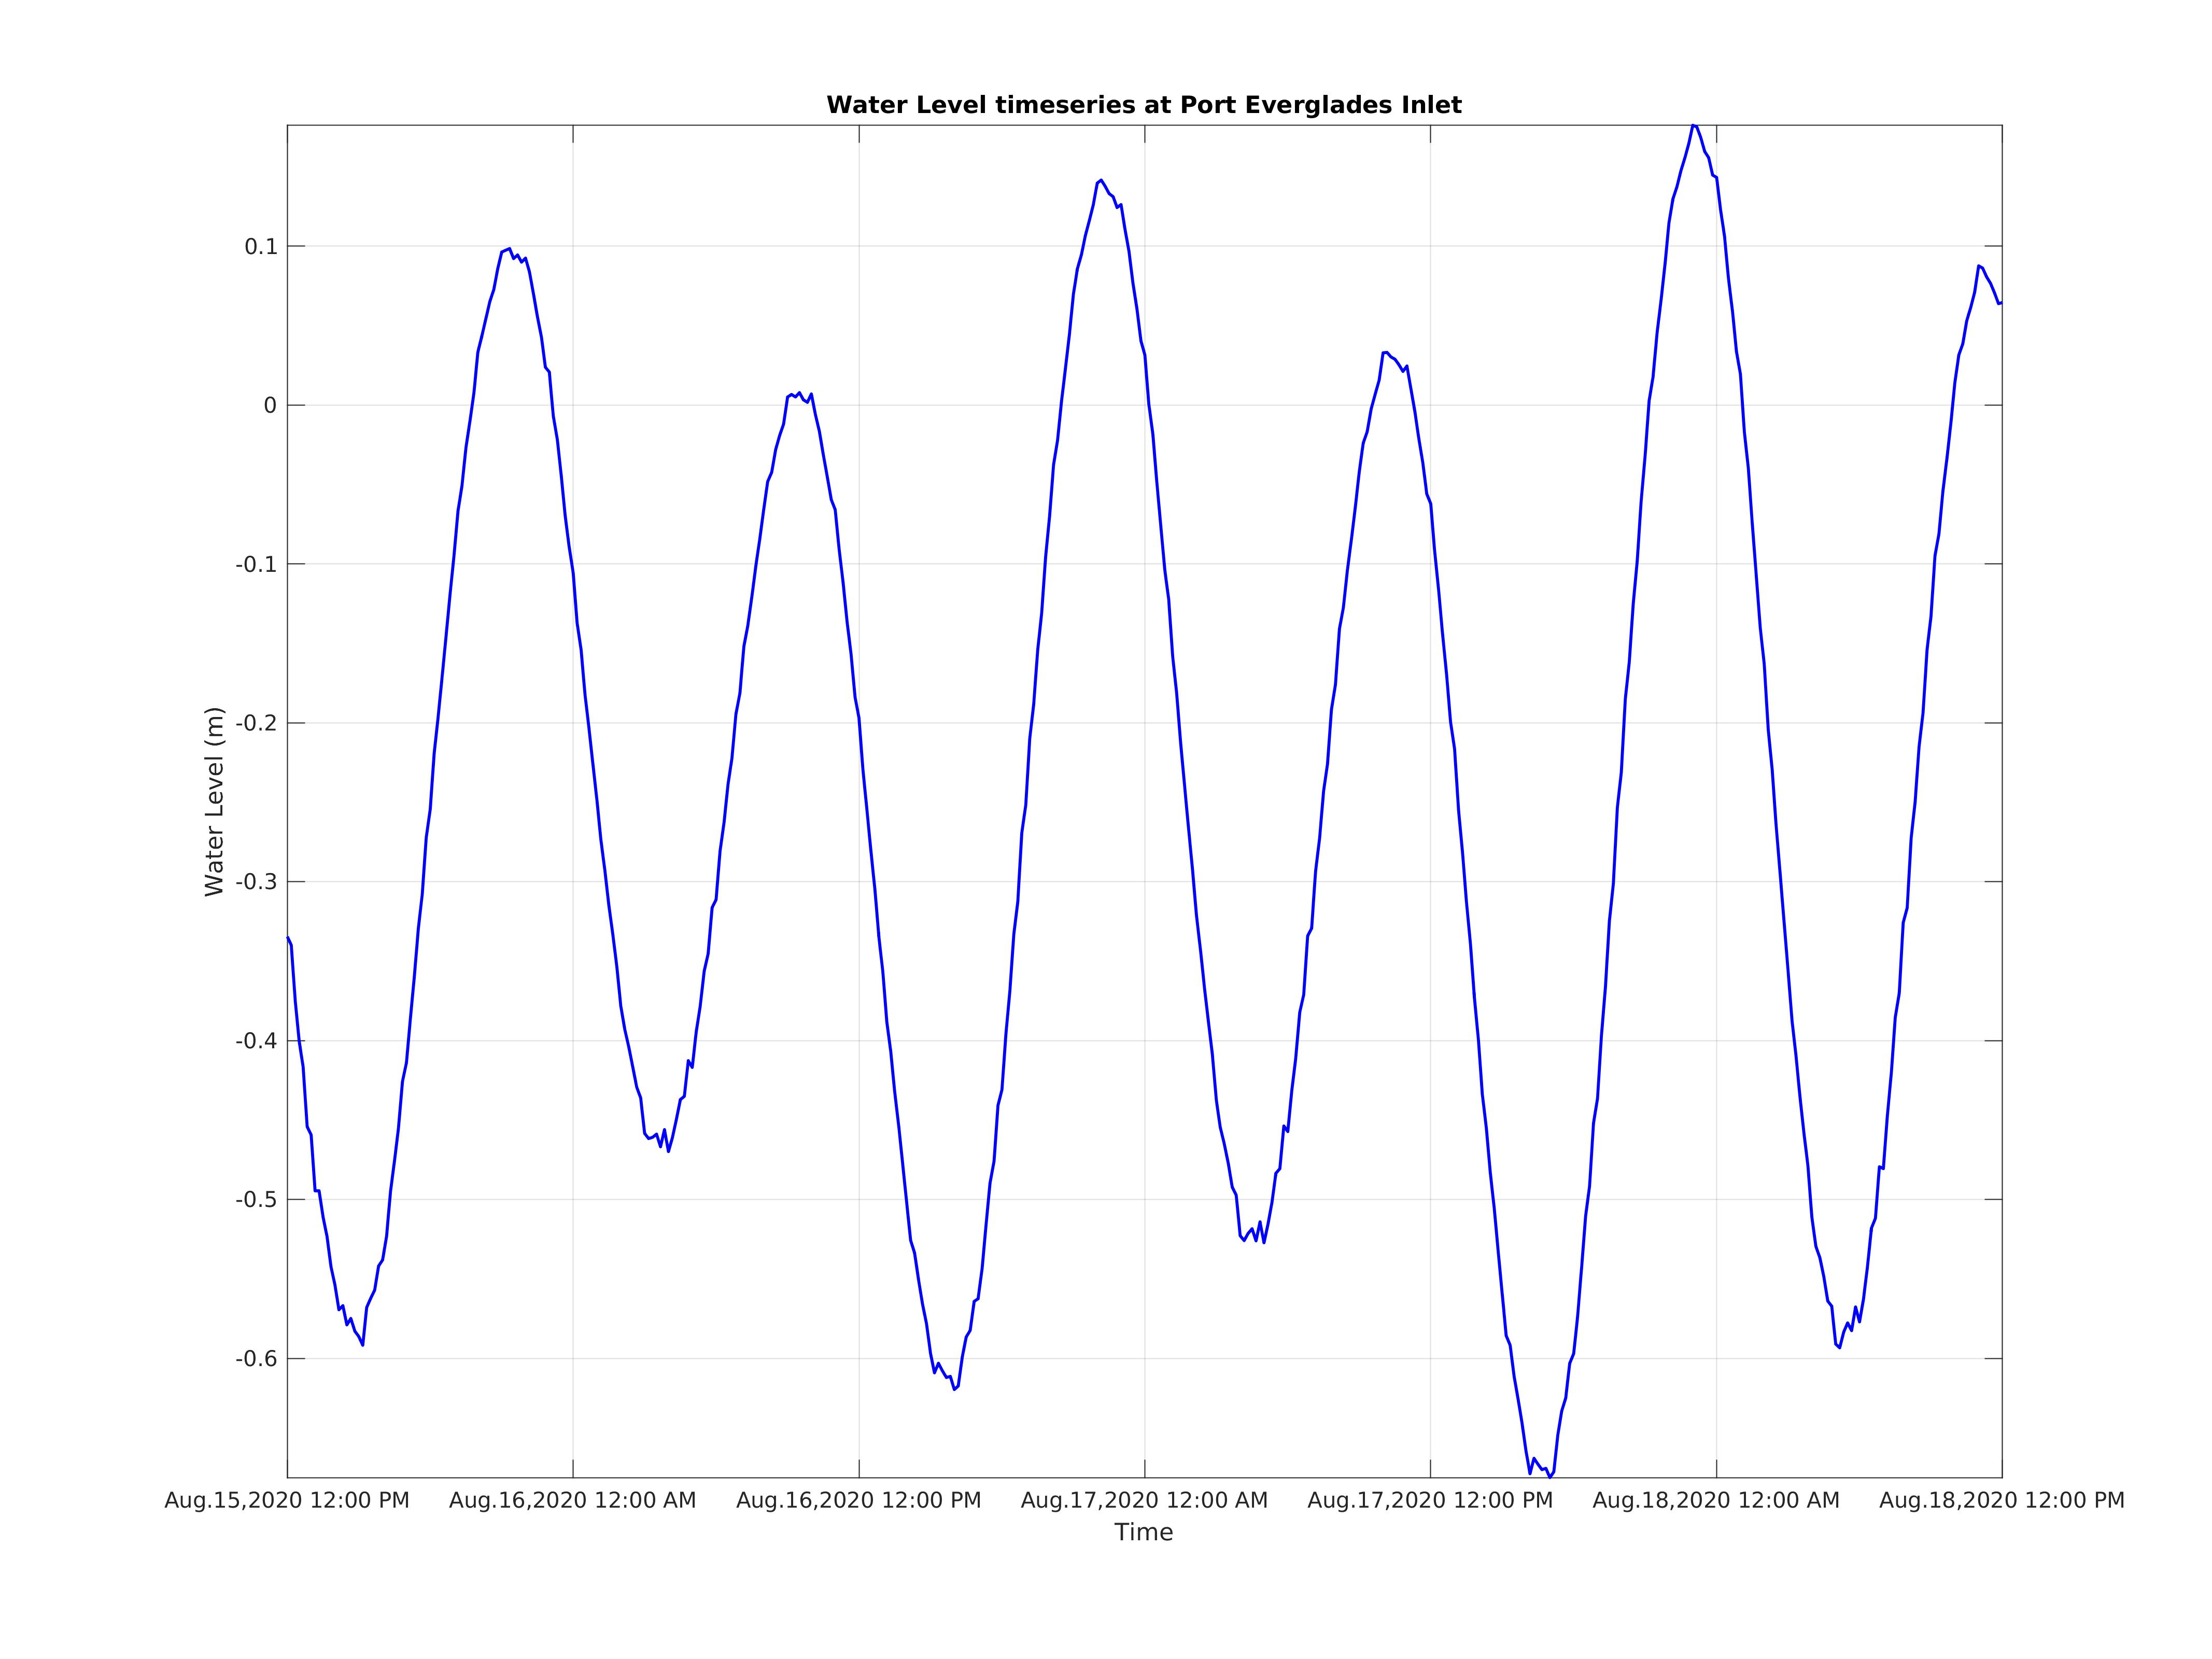 Water Level timeseries at Port Everglades Inlet
0.1
0
-0.1
-0.2
-0.3
-0.4
-0.5
-0.6
Water Level (m)
Aug.15,2020 12:00 PM Aug.16,2020 12:00 AM Aug.16,2020 12:00 PM Aug.17,2020 12:00 AM Aug.17,2020 12:00 PM Aug.18,2020 12:00 AM Aug.18,2020 12:00 PM
Time